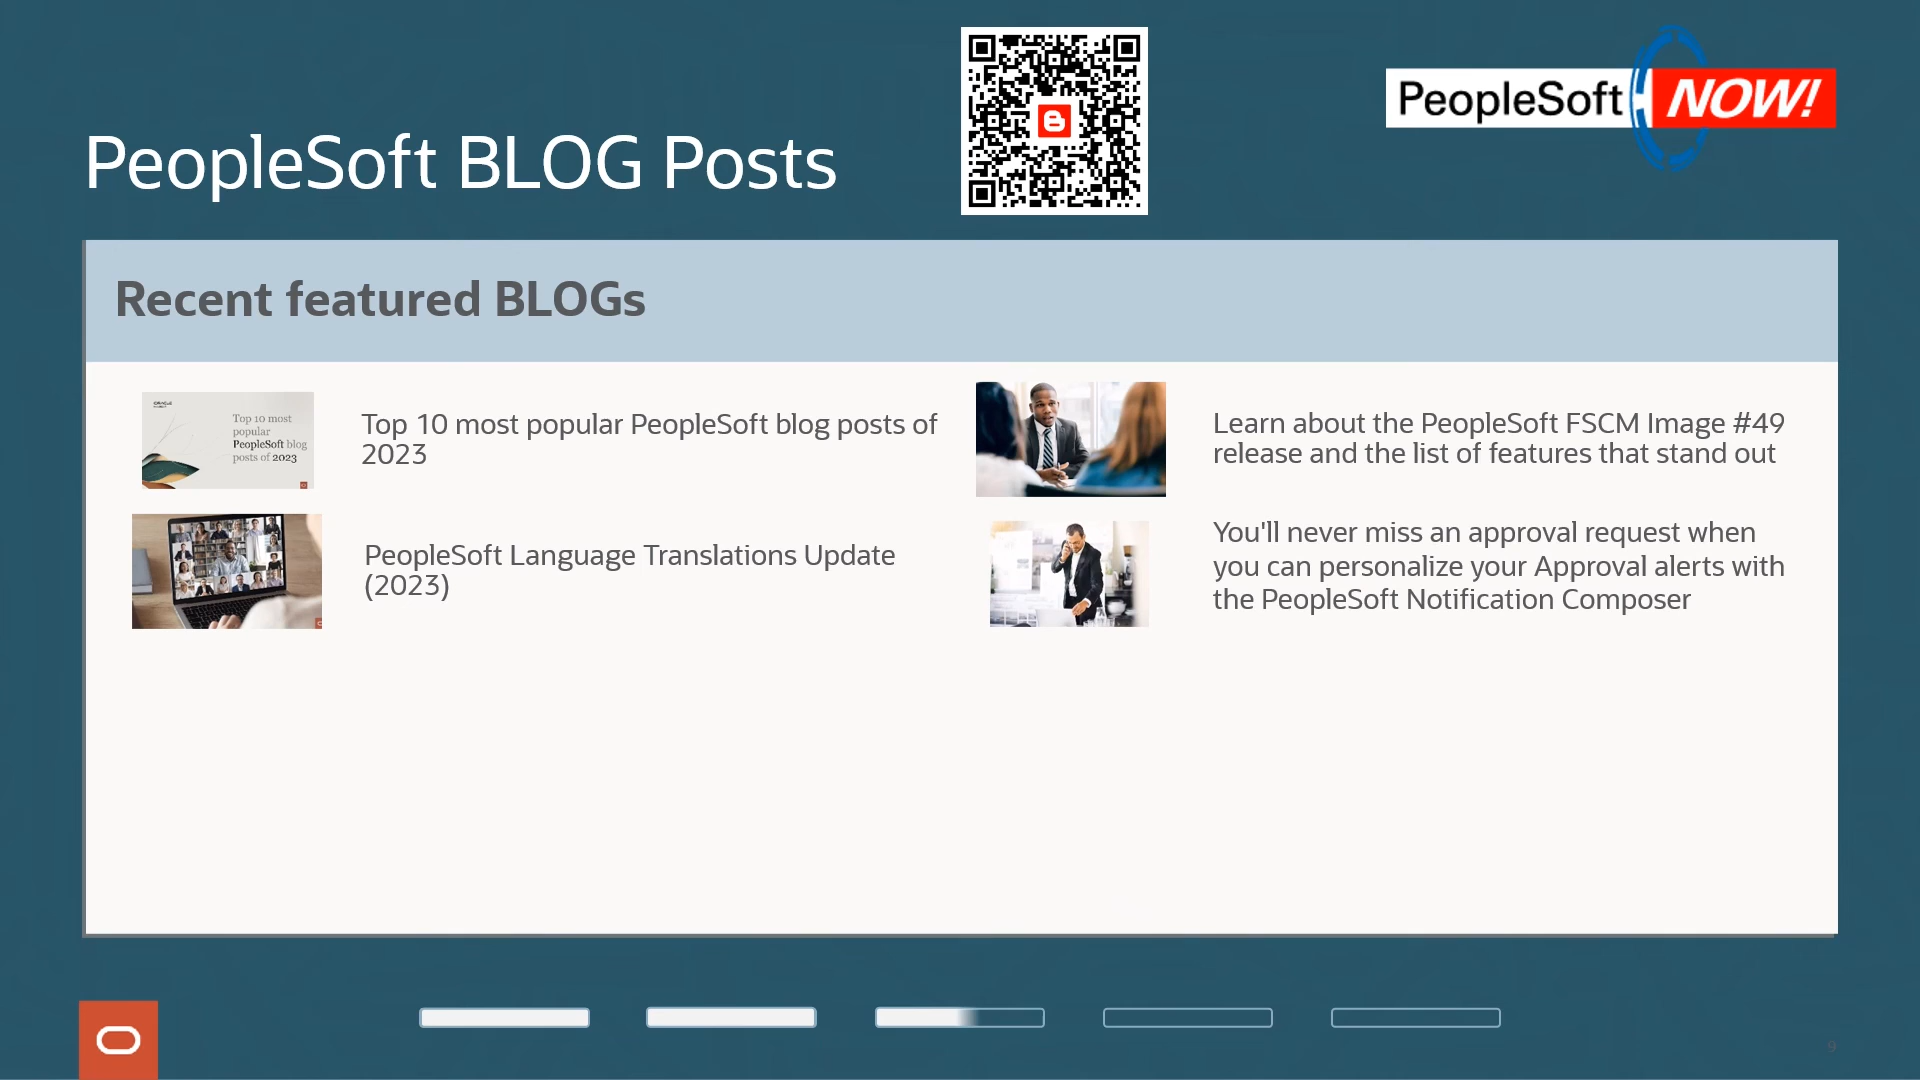 PeopleSoft NOW!
PeopleSoft BLOG Posts
Recent featured BLOGs
ORACLE
Top 10 most
popular
PeopleSoft blog
posts of 2023
Top 10 most popular PeopleSoft blog posts of
2023
Learn about the PeopleSoft FSCM Image #49
release and the list of features that stand out
PeopleSoft Language Translations Update
(2023)
You'll never miss an approval request when
you can personalize your Approval alerts with
the PeopleSoft Notification Composer
9